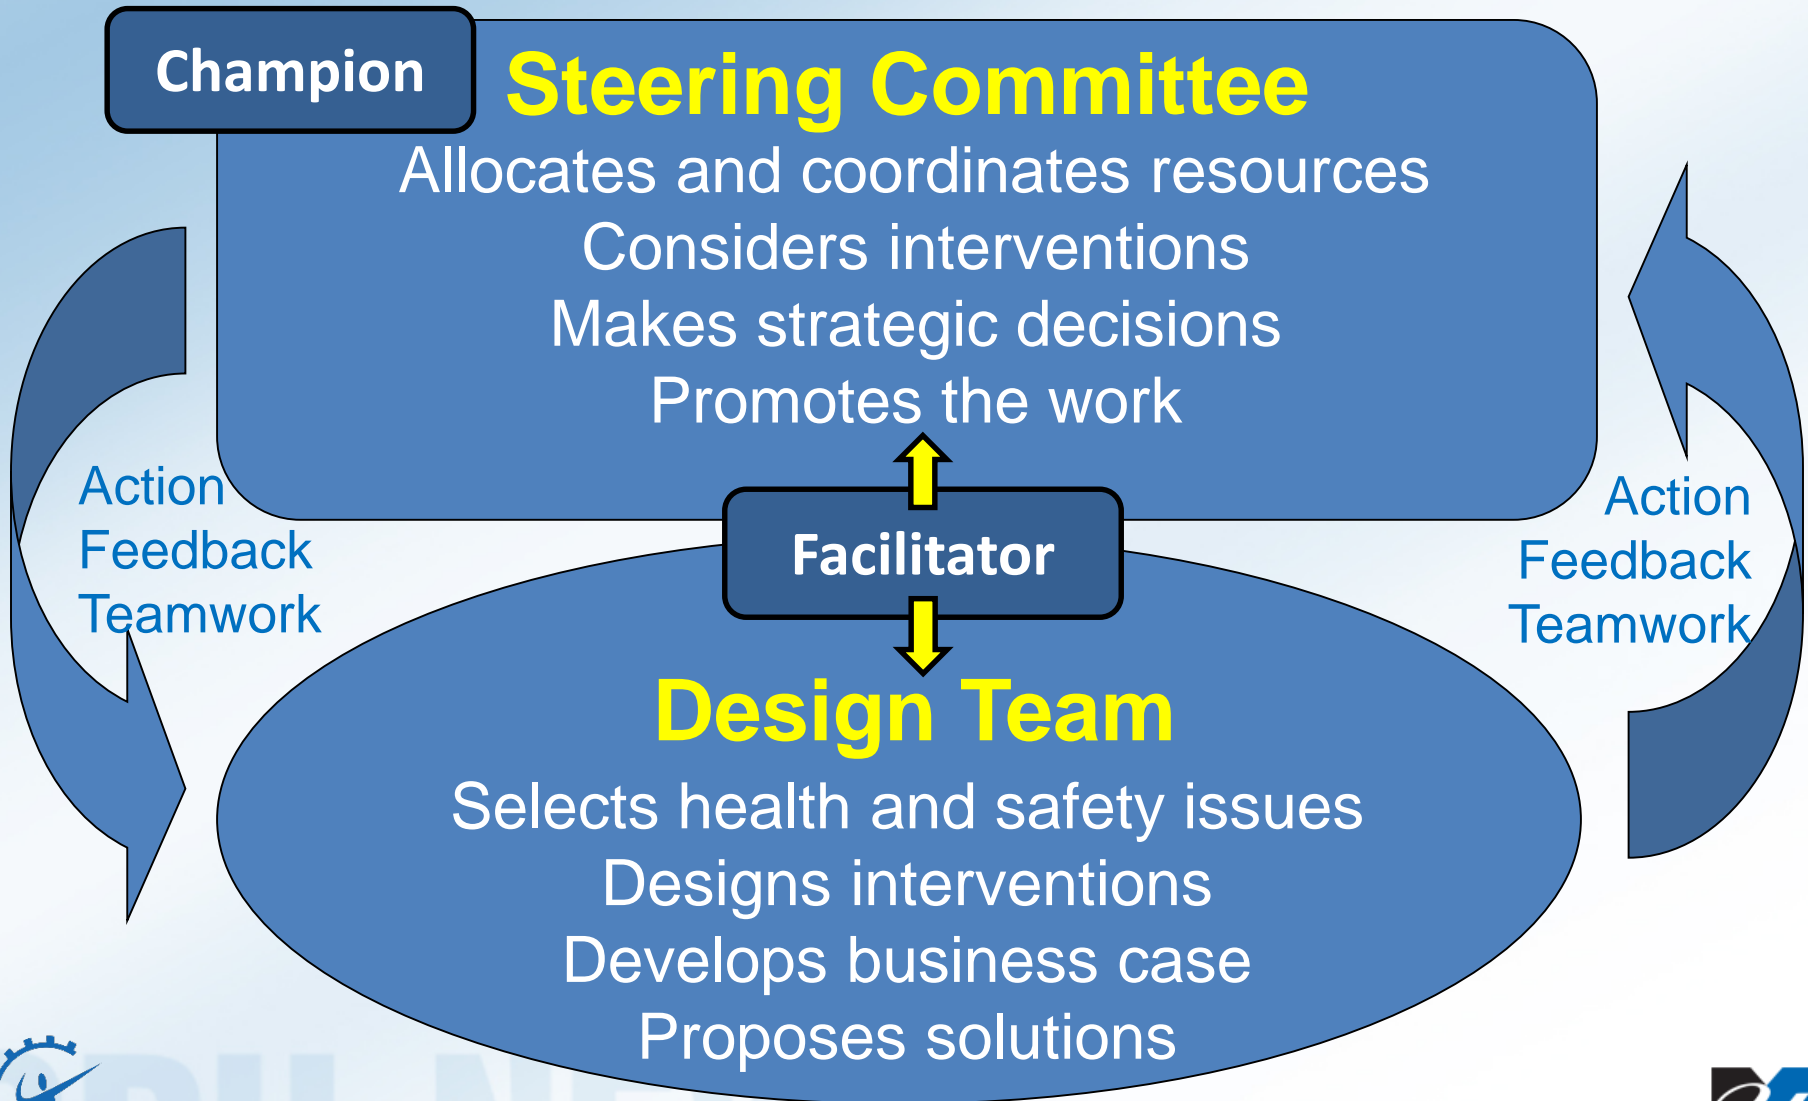 Champion
Steering Committee
Allocates and coordinates resources
Considers interventions
Makes strategic decisions
Promotes the work
Action
Feedback
Teamwork
Action
Feedback
Teamwork
Facilitator
Design Team
Selects health and safety issues
Designs interventions
Develops business case
Proposes solutions